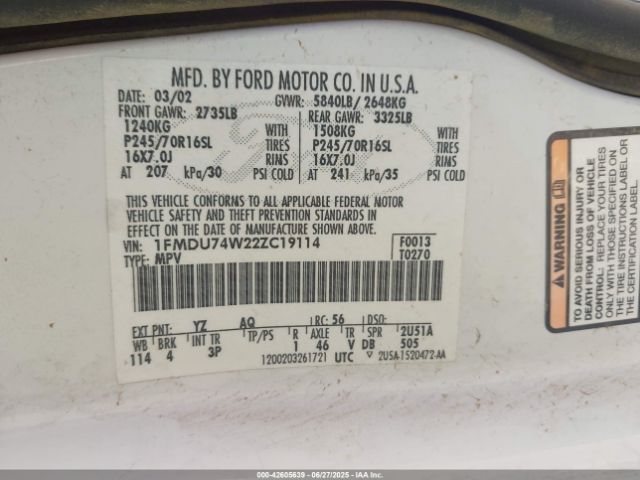 MFD. BY FORD MOTOR CO. IN U.S.A.
DATE: 03/02 GVWR: 5840LB/ 2648KG
FRONT GAWR: 2735LB REAR GAWR: 3325LB
1240KG WITH 1508KG WITH
P245/70R16SL TIRES P245/70R16SL TIRES
16X7.0J RIMS 16X7.0J RIMS
AT 207 kPa/30 PSI COLD AT 241 kPa/35 PSI COLD
THIS VEHICLE CONFORMS TO ALL APPLICABLE FEDERAL MOTOR
VEHICLE SAFETY AND THEFT PREVENTION STANDARDS IN
EFFECT ON THE DATE OF MANUFACTURE SHOWN ABOVE.
VIN: 1FMDU74W22ZC19114 F0013
TYPE: MPV T0270
EXT PNT: YZ AQ RC: 56 DSO:
WB BRK INT TR TP/PS R AXLE TR SPR 2U51A
114 4 3P 1 46 V DB 505
1200203261721 UTC 2U5A-1520472-AA
WARNING
TO AVOID SERIOUS INJURY OR
DEATH FROM LOSS OF VEHICLE
CONTROL: REPLACE YOUR TIRES
ONLY WITH THOSE
THE TIRE INSTRUCTIONS LABEL OR
THE CERTIFICATION LABEL.
000-42605639 - 06/27/2025 - IAAI.COM